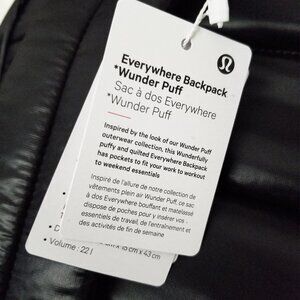 Everywhere Backpack
*Wunder Puff
Sac à dos Everywhere
*Wunder Puff
Inspired by the look of our Wunder Puff
outerwear collection, this Wunderfully
puffy and quilted Everywhere Backpack
has pockets to fit your work to workout
to weekend essentials
Inspiré de l'allure de notre collection de
vêtements plein air Wunder Puff, ce sac
à dos Everywhere bouffant et matelassé
dispose de poches pour y insérer vos
essentiels de travail, de l'entraînement et
des activités de fin de semaine
x 43 cm
• Volume : 22 l